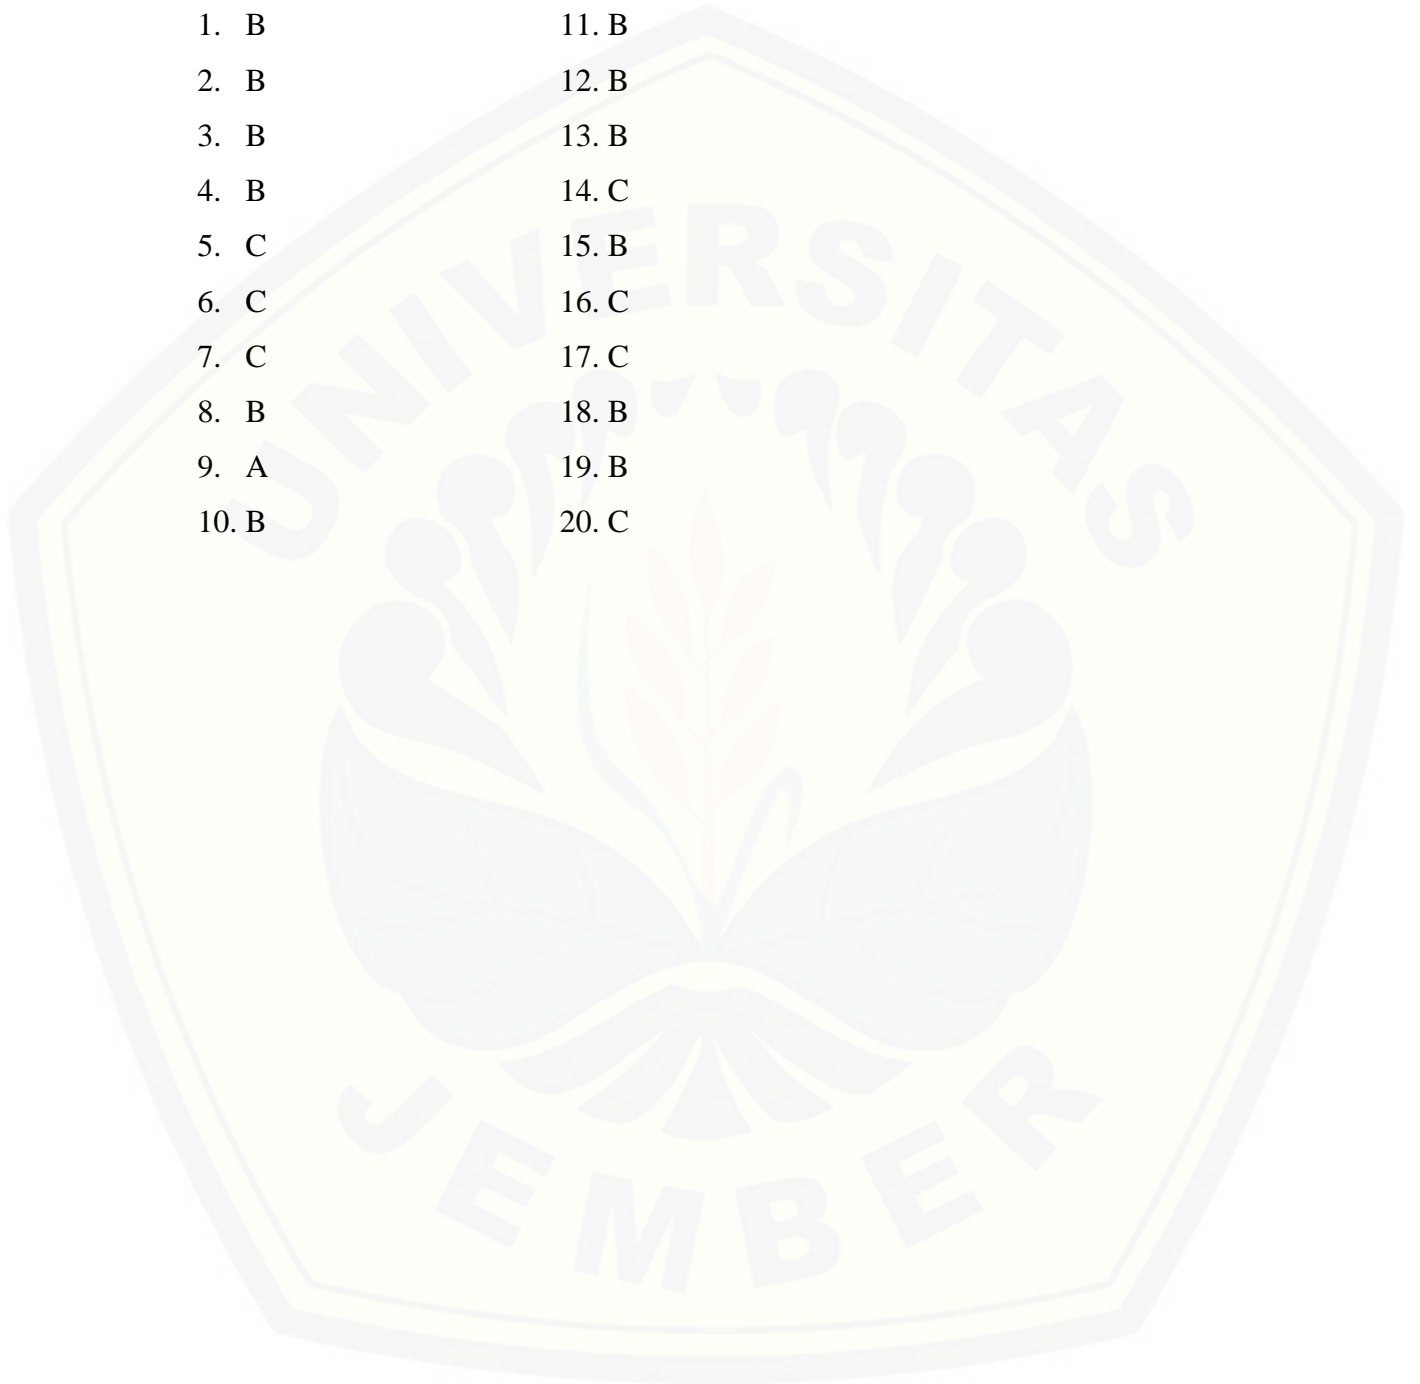 1. B
2. B
3. B
4. B
5. C
6. C
7. C
8. B
9. A
10. B
11. B
12. B
13. B
14. C
15. B
16. C
17. C
18. B
19. B
20. C
UNIVERSITAS
JEMBER